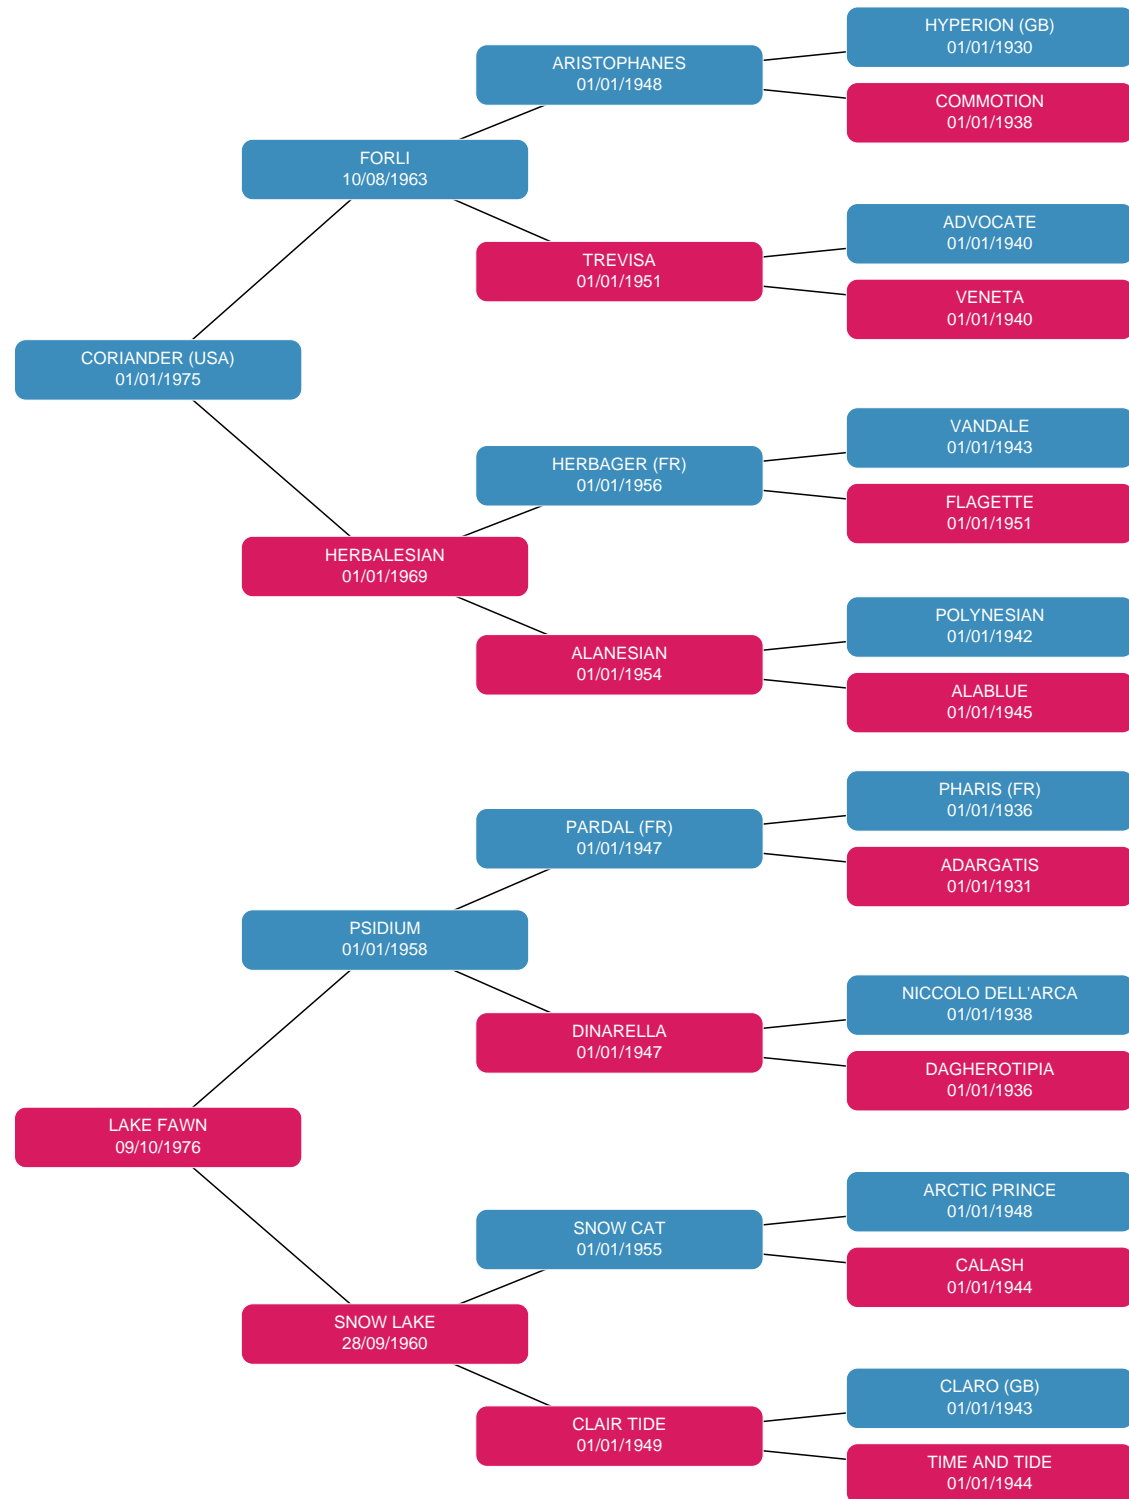 HYPERION (GB)
01/01/1930
ARISTOPHANES
01/01/1948
COMMOTION
01/01/1938
FORLI
10/08/1963
ADVOCATE
01/01/1940
TREVISA
01/01/1951
VENETA
01/01/1940
CORIANDER (USA)
01/01/1975
VANDALE
01/01/1943
HERBAGER (FR)
01/01/1956
FLAGETTE
01/01/1951
HERBALESIAN
01/01/1969
POLYNESIAN
01/01/1942
ALANESIAN
01/01/1954
ALABLUE
01/01/1945
PHARIS (FR)
01/01/1936
PARDAL (FR)
01/01/1947
ADARGATIS
01/01/1931
PSIDIUM
01/01/1958
NICCOLO DELL'ARCA
01/01/1938
DINARELLA
01/01/1947
DAGHEROTIPIA
01/01/1936
LAKE FAWN
09/10/1976
ARCTIC PRINCE
01/01/1948
SNOW CAT
01/01/1955
CALASH
01/01/1944
SNOW LAKE
28/09/1960
CLARO (GB)
01/01/1943
CLAIR TIDE
01/01/1949
TIME AND TIDE
01/01/1944